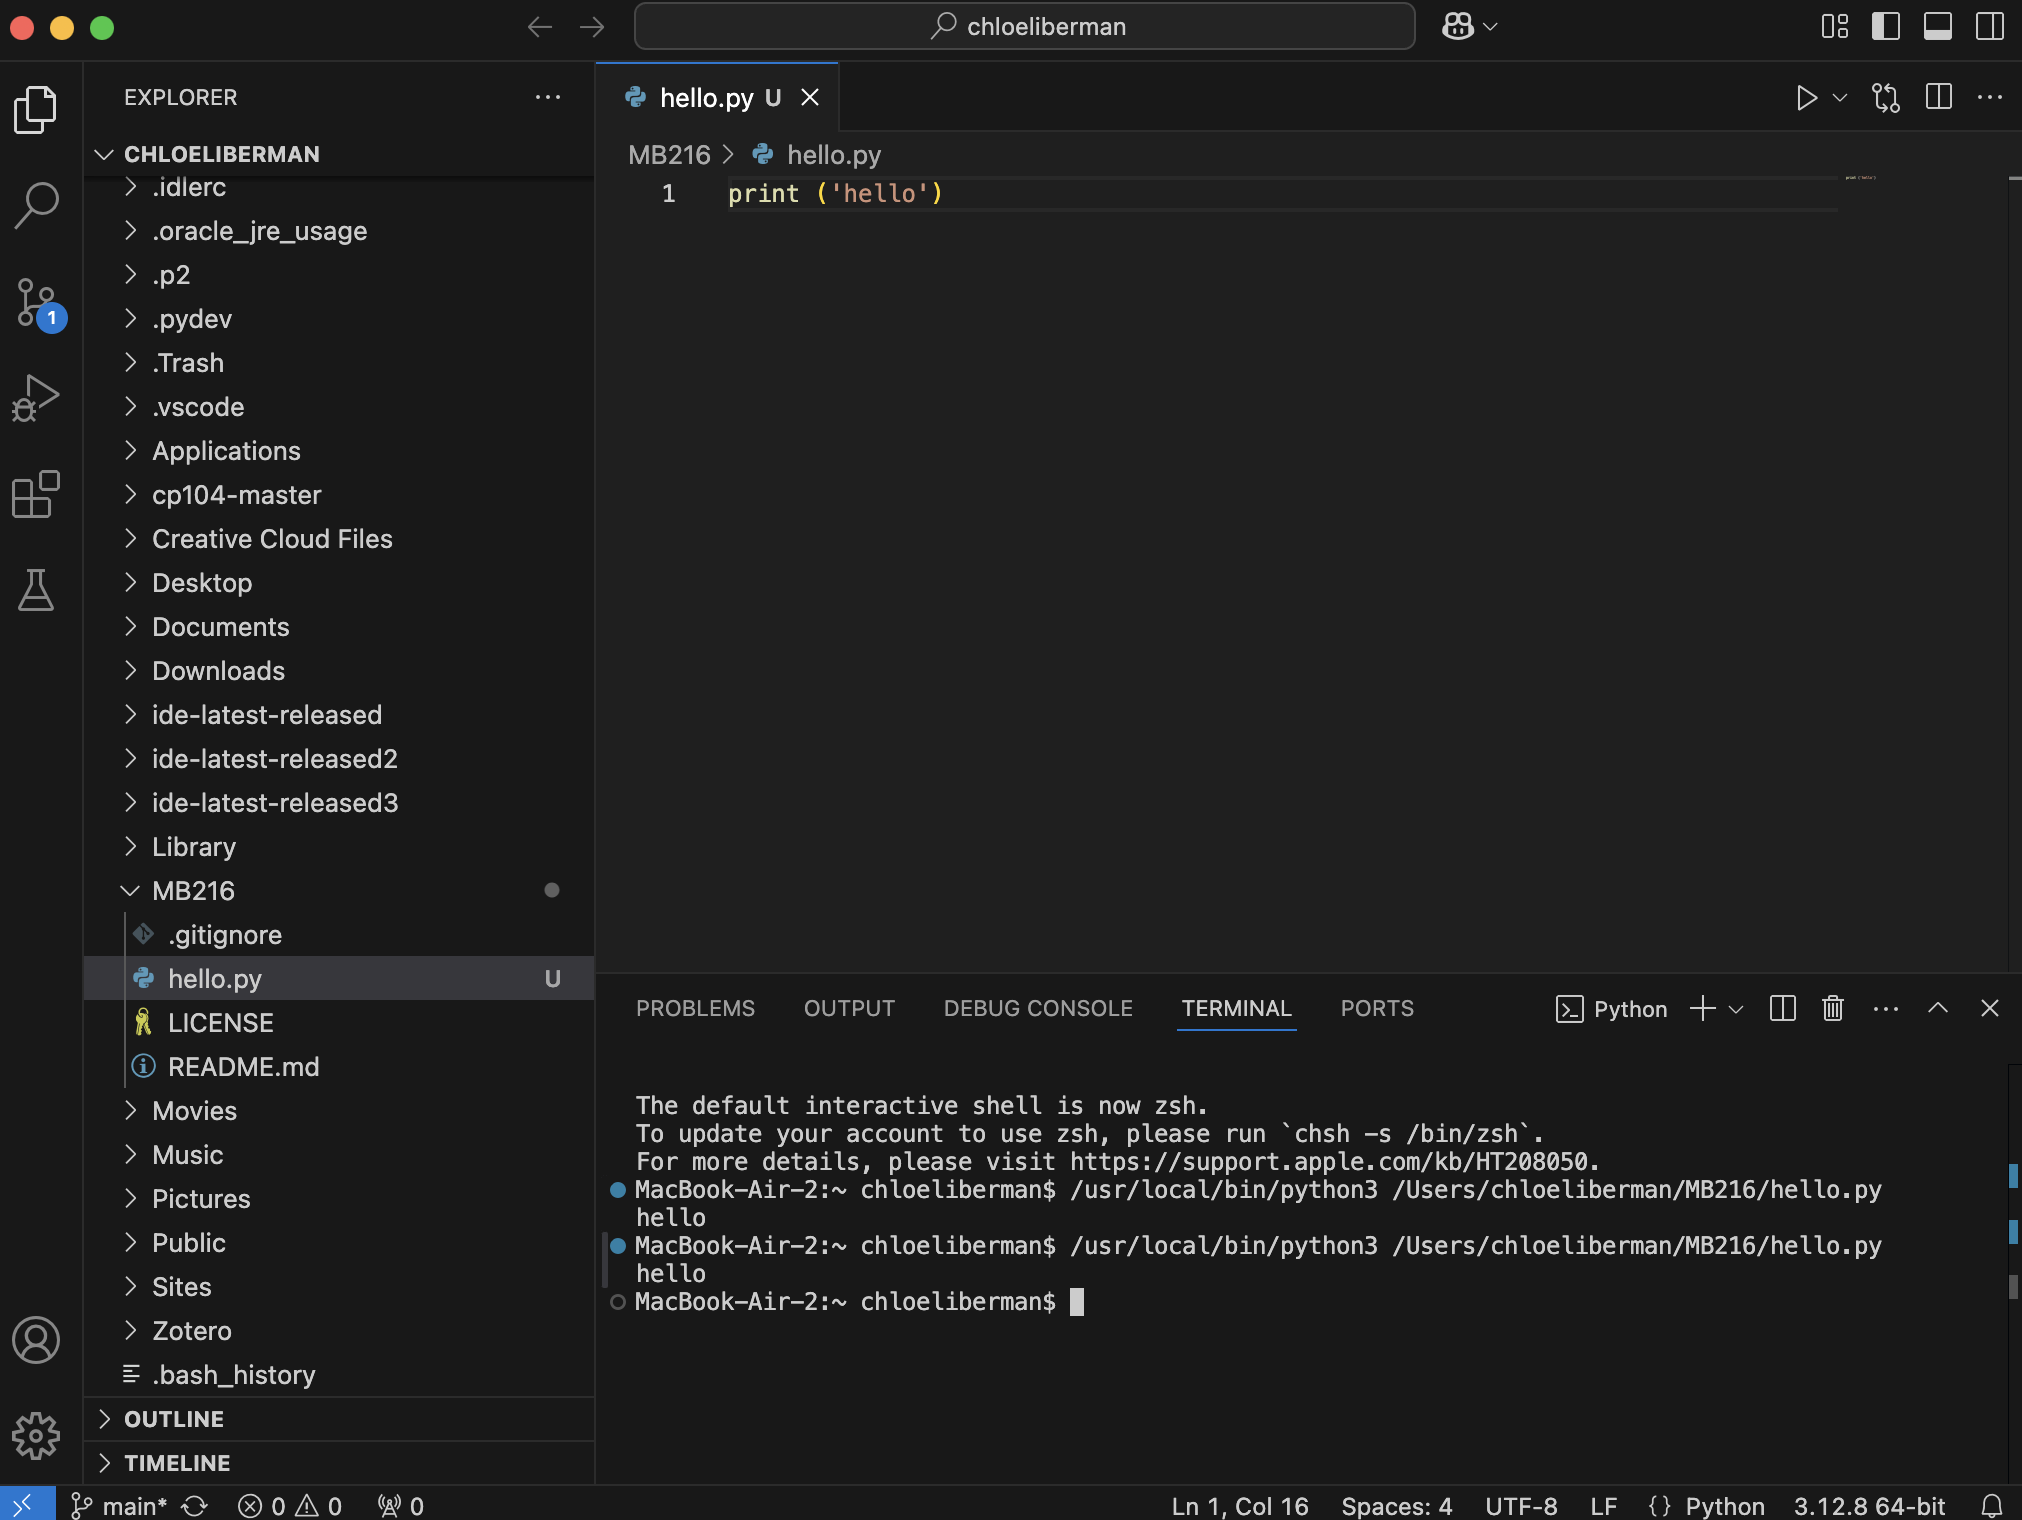 chloeliberman
EXPLORER
CHLOELIBERMAN
.idlerc
.oracle_jre_usage
.p2
.pydev
.Trash
.vscode
Applications
cp104-master
Creative Cloud Files
Desktop
Documents
Downloads
ide-latest-released
ide-latest-released2
ide-latest-released3
Library
MB216
.gitignore
hello.py U
LICENSE
README.md
Movies
Music
Pictures
Public
Sites
Zotero
.bash_history
OUTLINE
TIMELINE
1
hello.py U
MB216 > hello.py
1 print ('hello')
print ('hello')
PROBLEMS OUTPUT DEBUG CONSOLE TERMINAL PORTS Python
The default interactive shell is now zsh.
To update your account to use zsh, please run `chsh -s /bin/zsh`.
For more details, please visit https://support.apple.com/kb/HT208050.
MacBook-Air-2:~ chloeliberman$ /usr/local/bin/python3 /Users/chloeliberman/MB216/hello.py
hello
MacBook-Air-2:~ chloeliberman$ /usr/local/bin/python3 /Users/chloeliberman/MB216/hello.py
hello
MacBook-Air-2:~ chloeliberman$
main* 0 0 0 Ln 1, Col 16 Spaces: 4 UTF-8 LF {} Python 3.12.8 64-bit